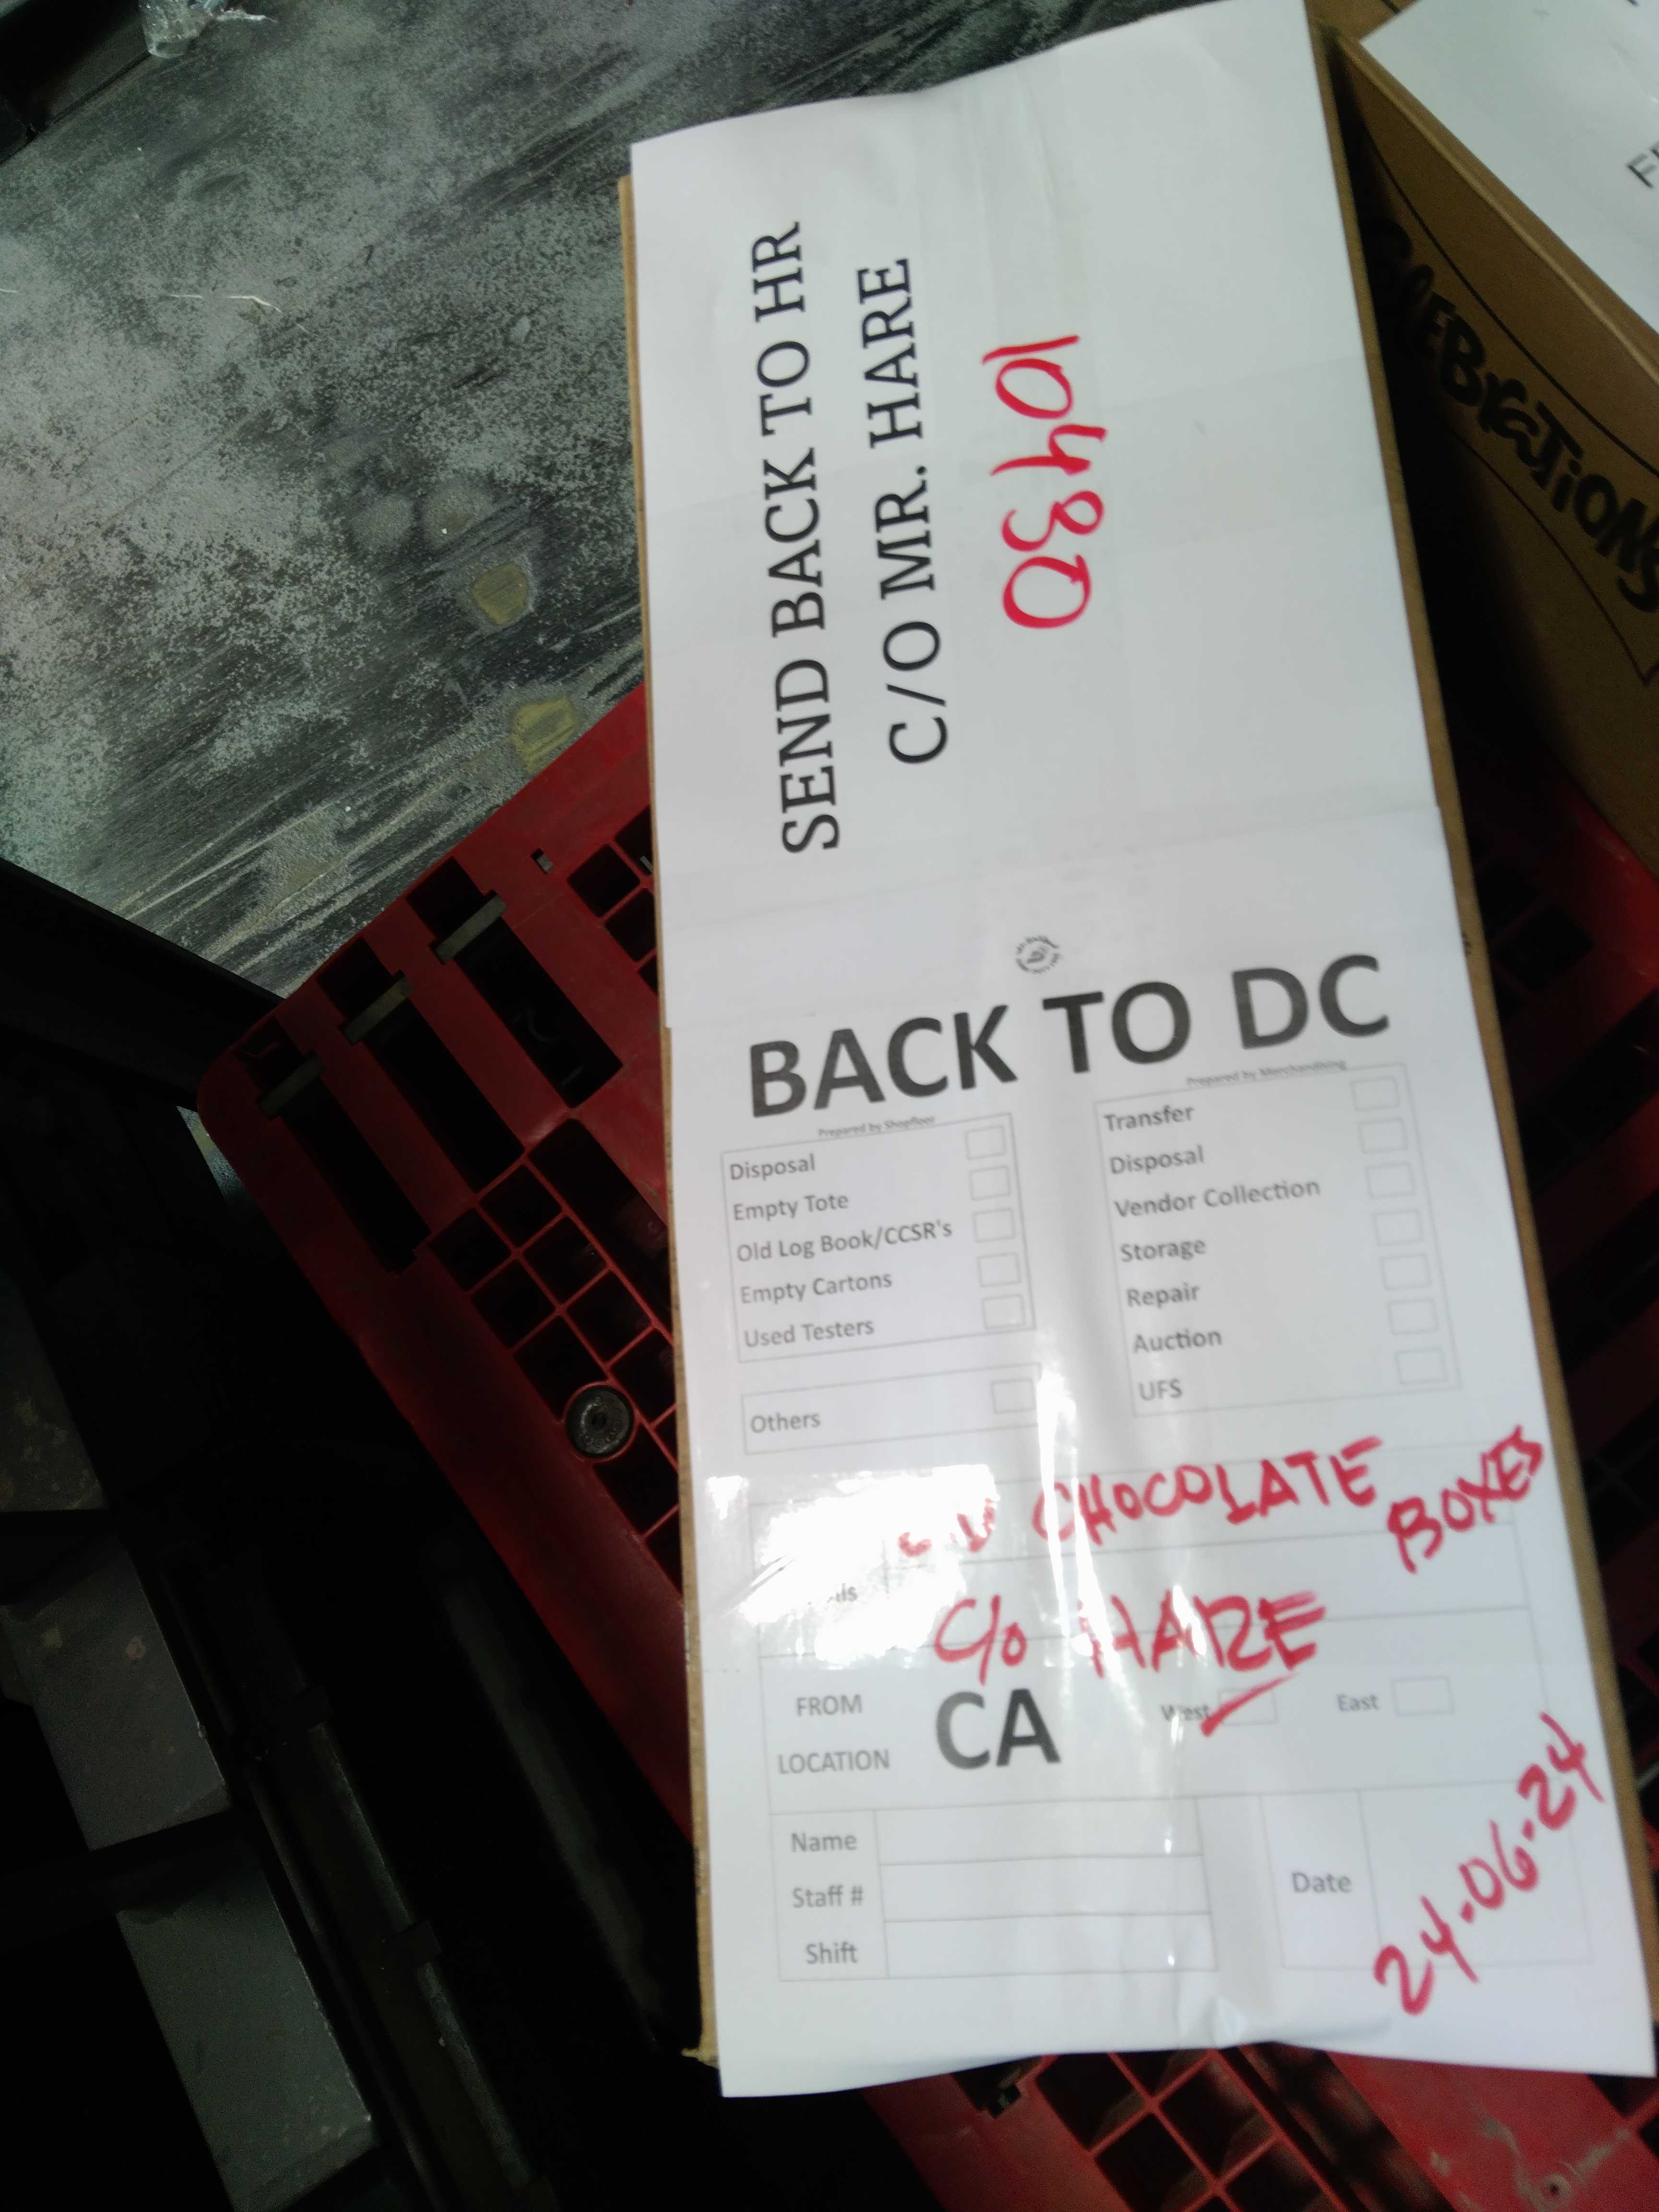 SEND BACK TO HR
C/O MR. HARE
10480
BACK TO DC
Prepared by Shopfloor
Disposal
Empty Tote
Old Log Book/CCSR's
Empty Cartons
Used Testers
Others
Prepared by Merchandising
Transfer
Disposal
Vendor Collection
Storage
Repair
Auction
UFS
CHOCOLATE BOXES
C/O HARE
FROM LOCATION
CA
West
East
Name
Staff #
Shift
Date
24-06-24
CELEBRATIONS